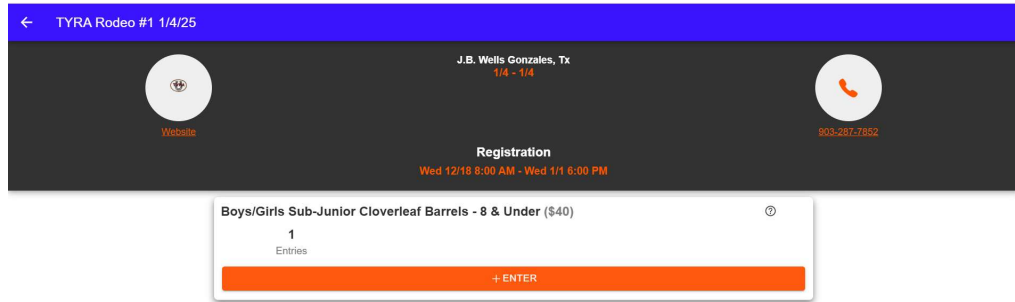 TYRA Rodeo #1 1/4/25
J.B. Wells Gonzales, Tx
1/4 - 1/4
Website
903-287-7852
Registration
Wed 12/18 8:00 AM - Wed 1/1 6:00 PM
Boys/Girls Sub-Junior Cloverleaf Barrels - 8 & Under ($40)
1
Entries
+ ENTER